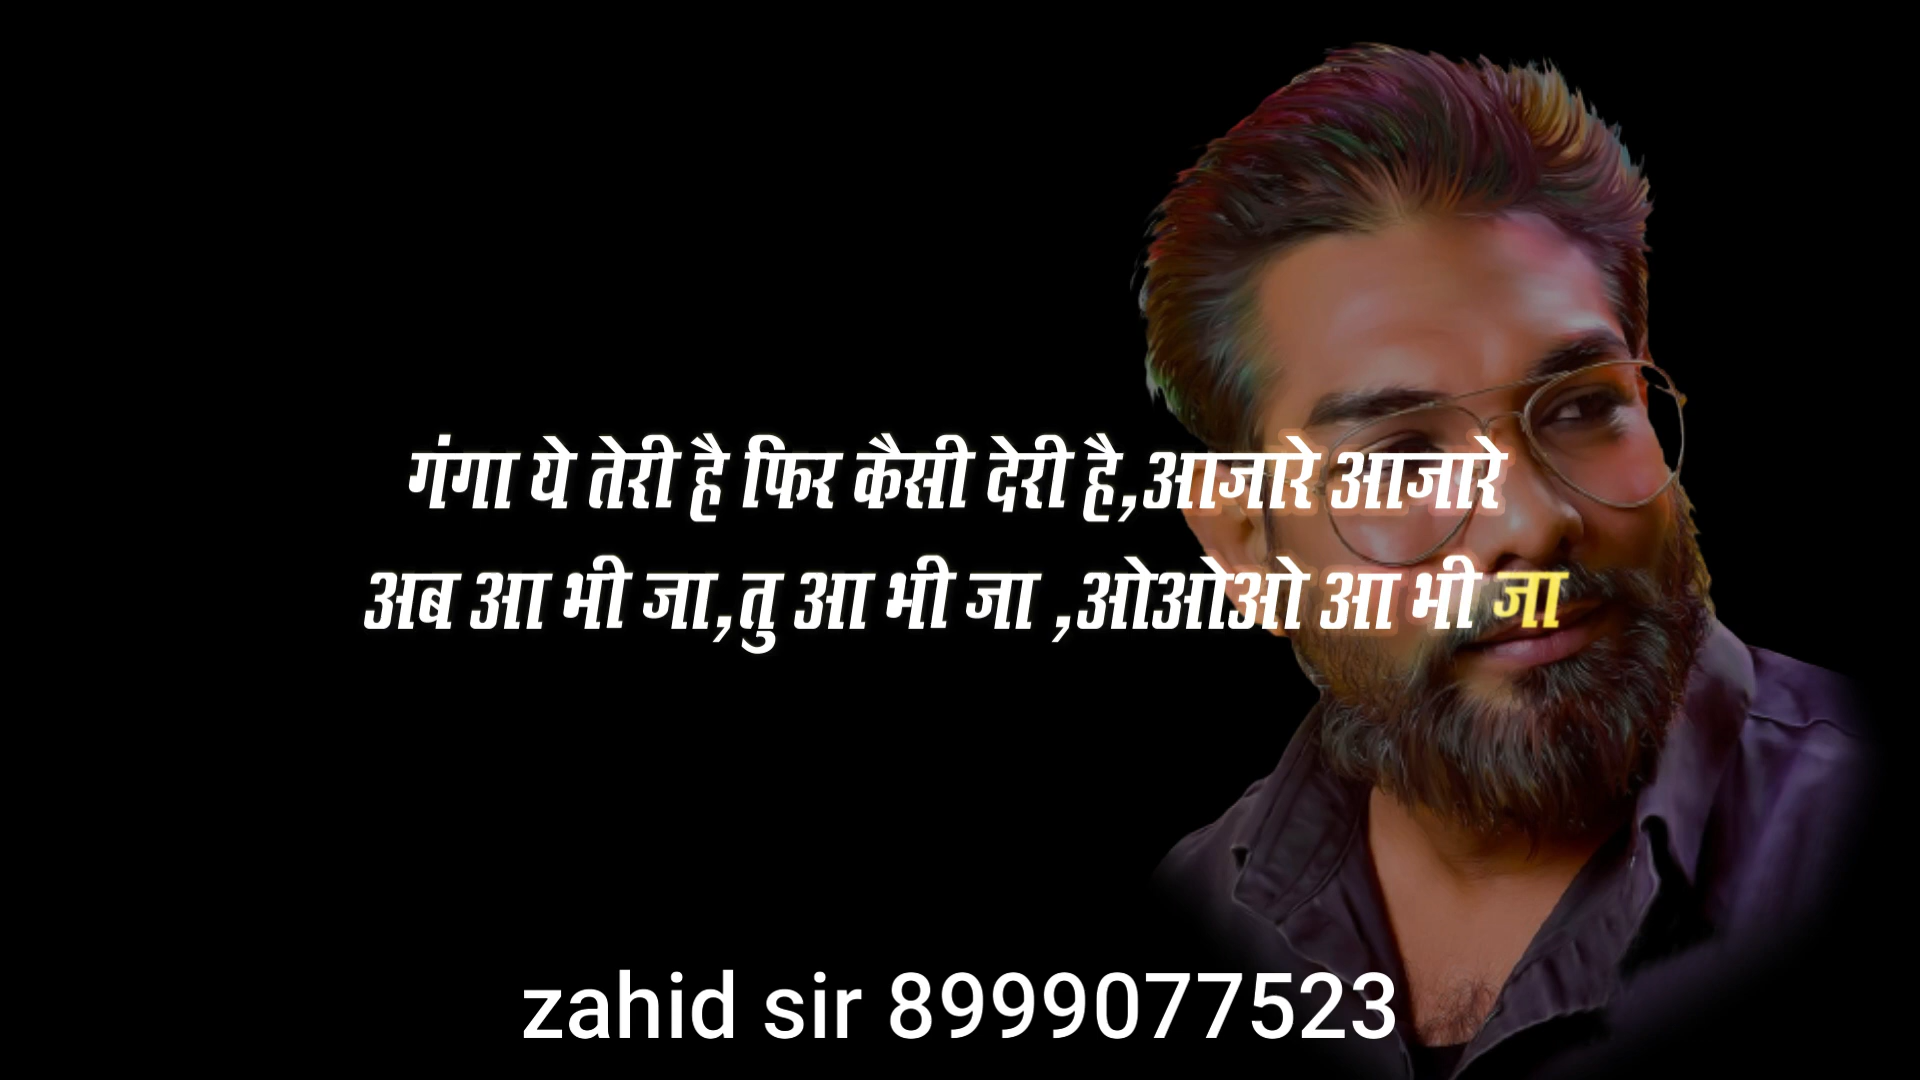 गंगा ये तेरी है फिर कैसी देरी है,आजारे आजारे
अब आ भी जा,तु आ भी जा ,ओओओ आ भी जा
zahid sir 8999077523